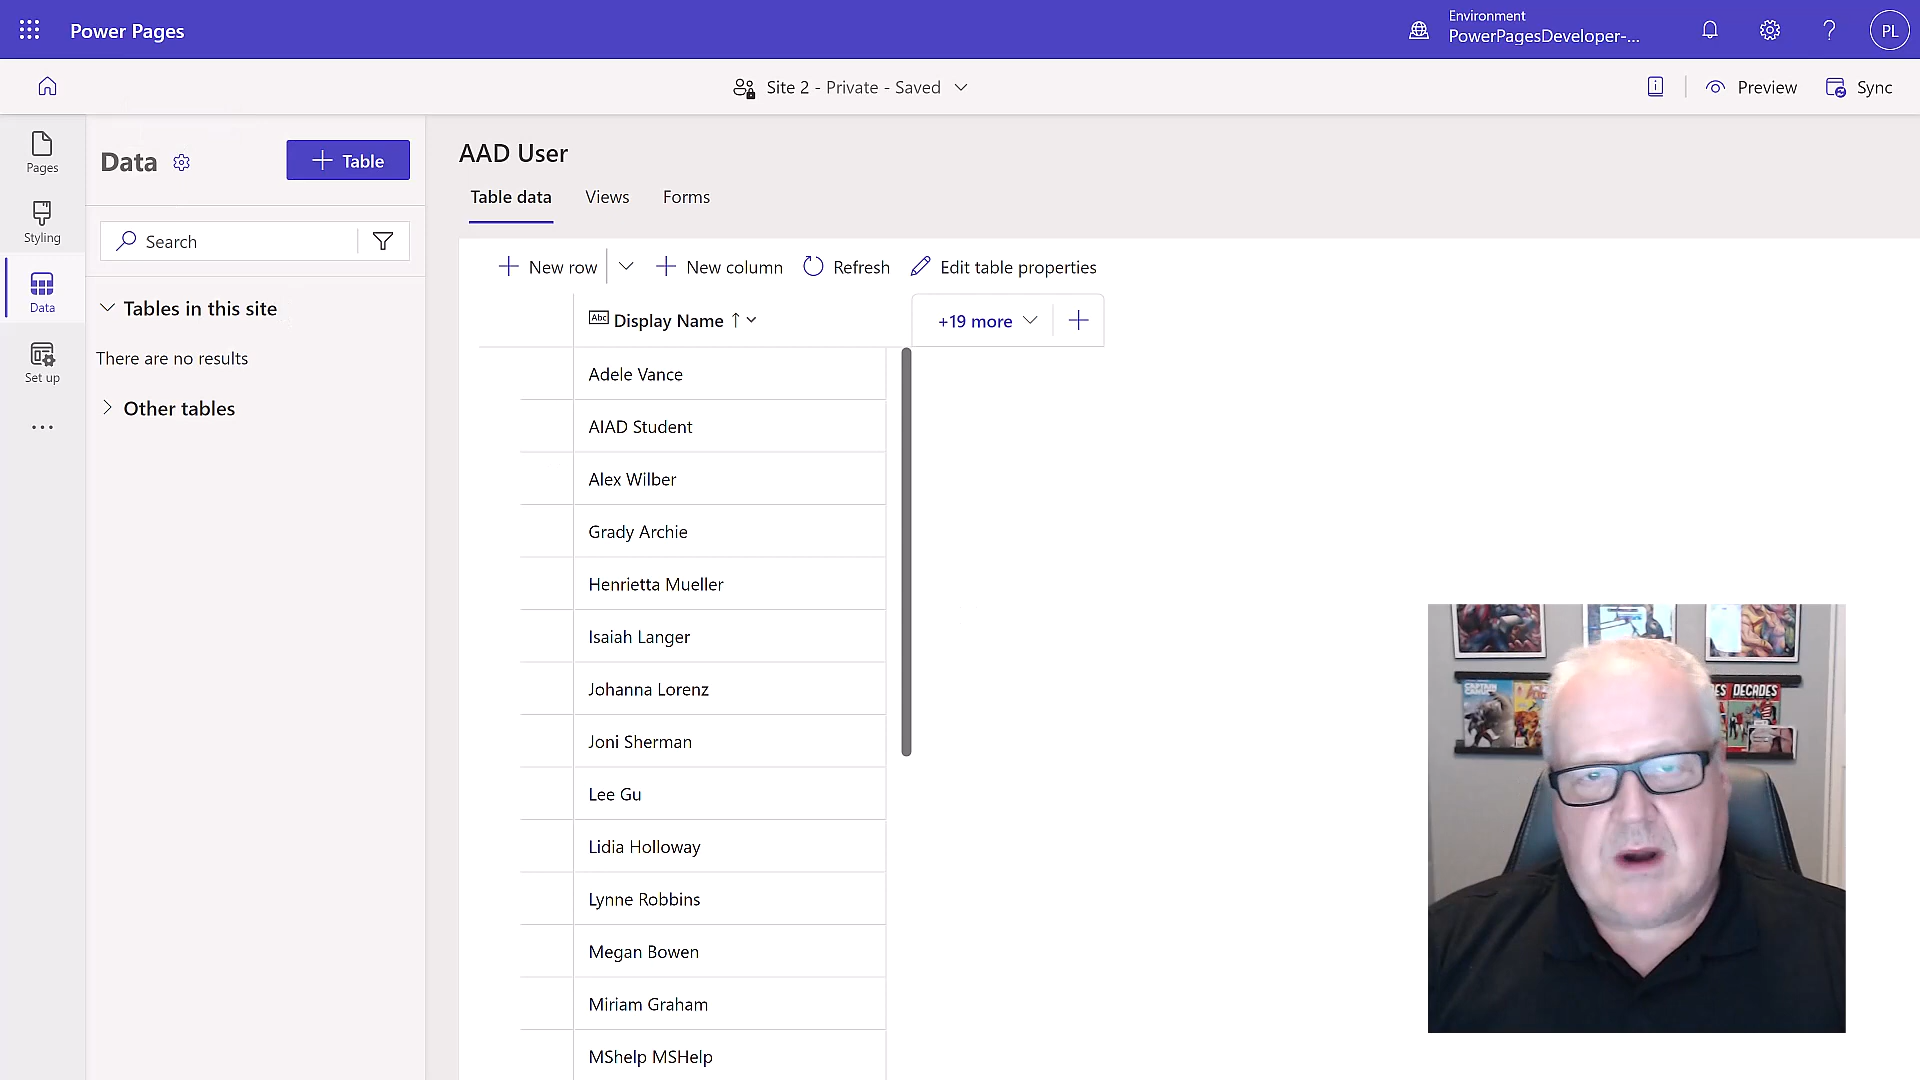 Power Pages
Environment
PowerPagesDeveloper-...
PL
Site 2 - Private - Saved
Preview
Sync
Pages
Styling
Data
Set up
Data
Table
Search
Tables in this site
There are no results
Other tables
AAD User
Table data
Views
Forms
New row
New column
Refresh
Edit table properties
Abc
Display Name
+19 more
Adele Vance
AIAD Student
Alex Wilber
Grady Archie
Henrietta Mueller
Isaiah Langer
Johanna Lorenz
Joni Sherman
Lee Gu
Lidia Holloway
Lynne Robbins
Megan Bowen
Miriam Graham
MShelp MSHelp
CAPTAIN
DECADES